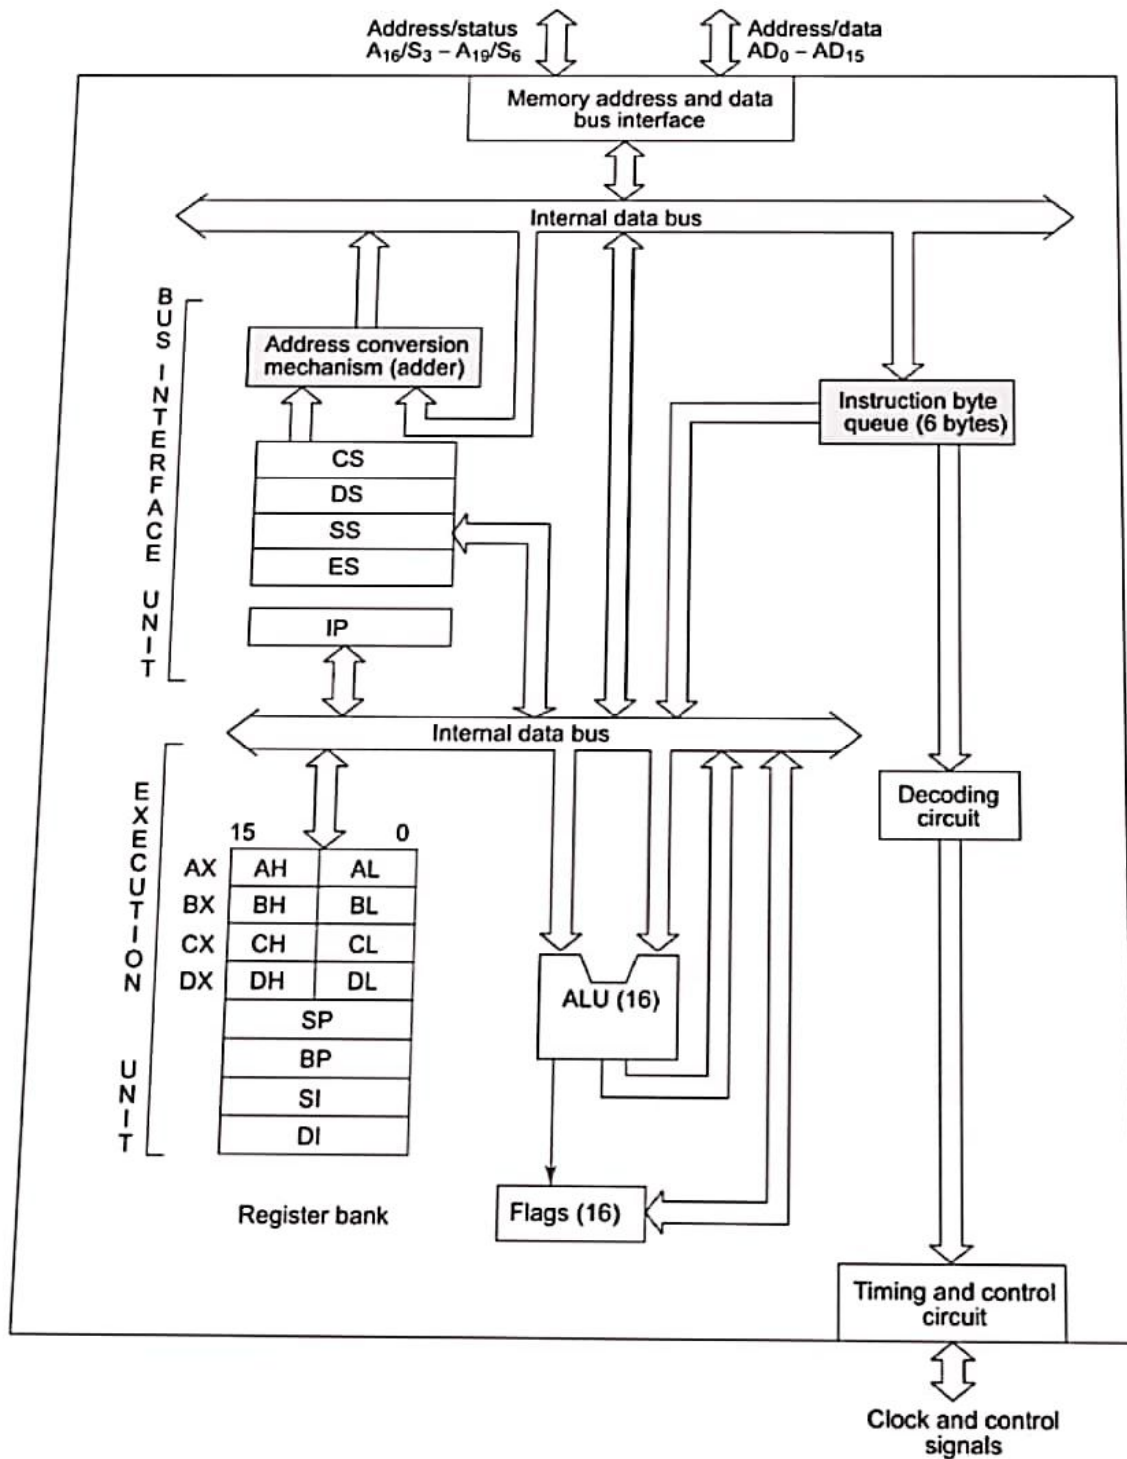 Address/status
A₁₆/S₃ – A₁₉/S₆
Address/data
AD₀ – AD₁₅
Memory address and data
bus interface
Internal data bus
BUS INTERFACE UNIT
Address conversion
mechanism (adder)
Instruction byte
queue (6 bytes)
CS
DS
SS
ES
IP
Internal data bus
EXECUTION UNIT
Decoding
circuit
15 0
AX AH AL
BX BH BL
CX CH CL
DX DH DL
SP
BP
SI
DI
ALU (16)
Register bank
Flags (16)
Timing and control
circuit
Clock and control
signals